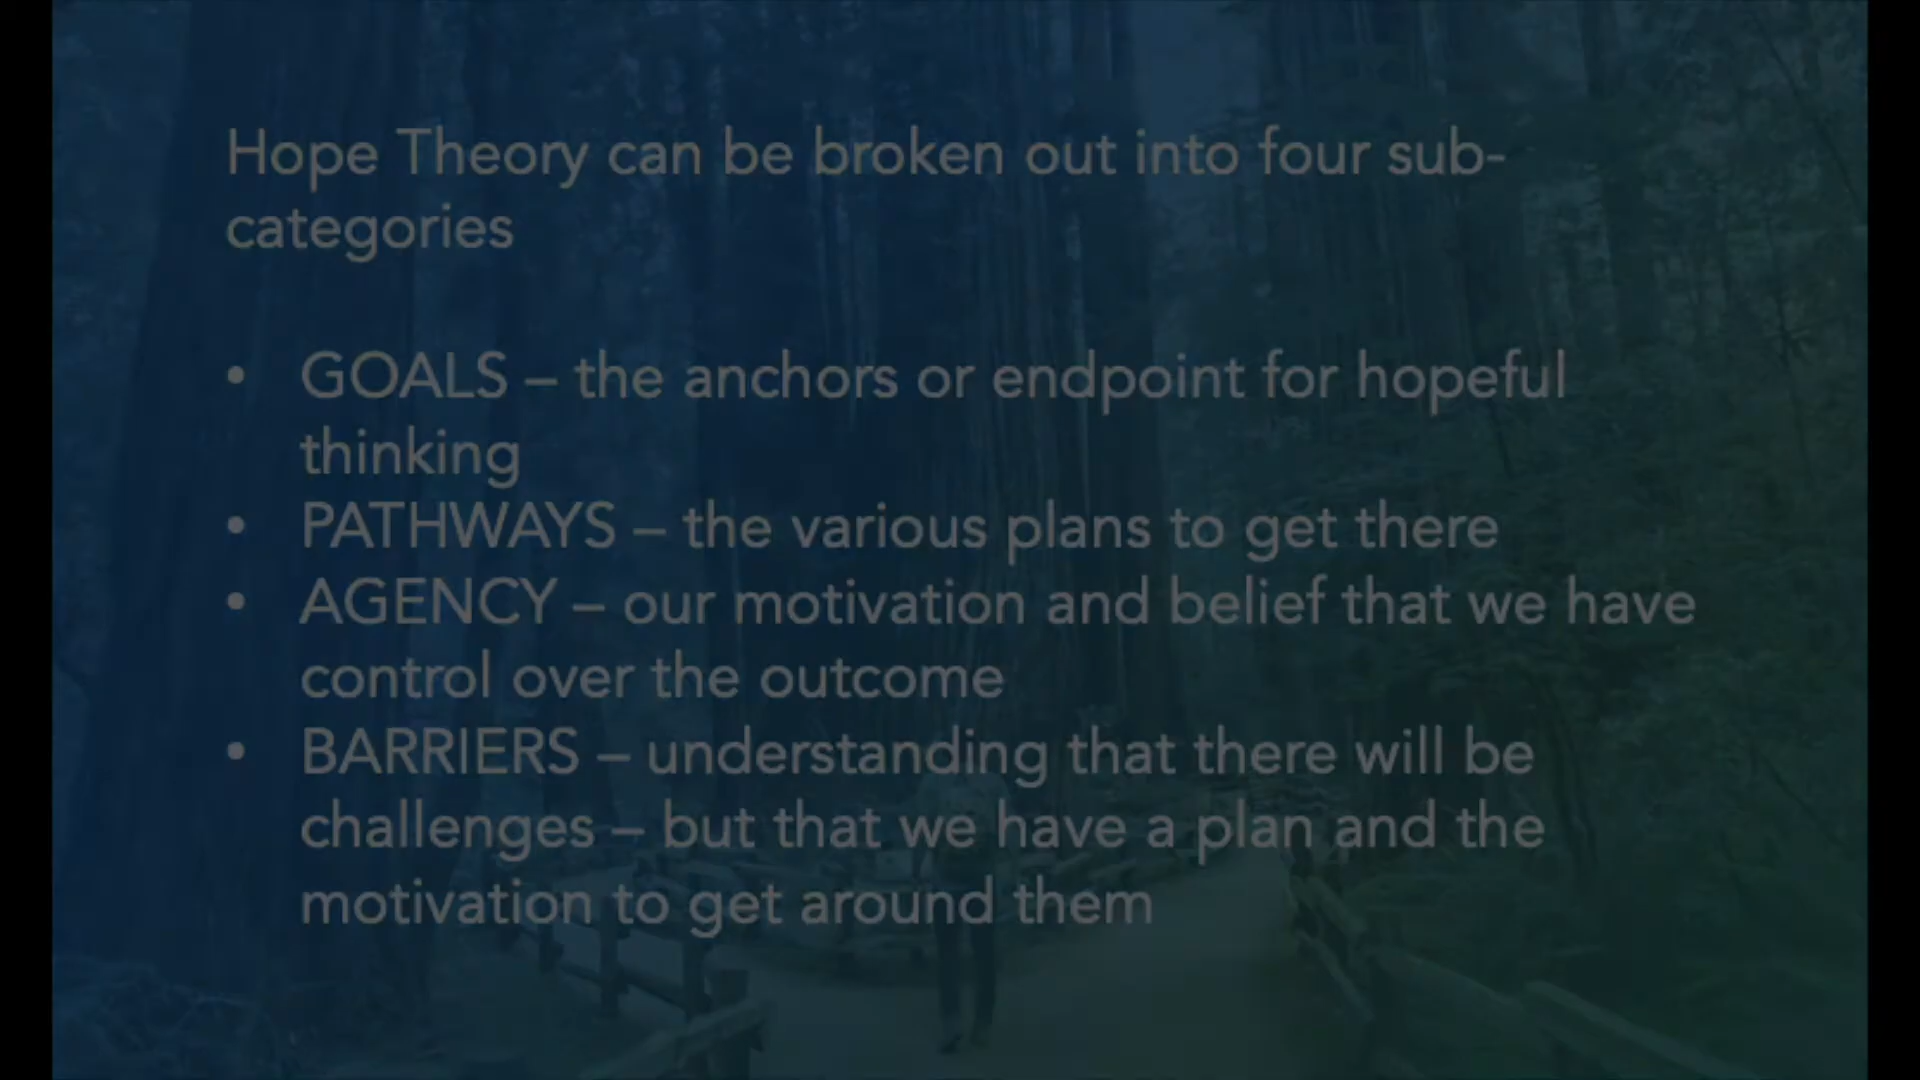 Hope Theory can be broken out into four sub-
categories
• GOALS – the anchors or endpoint for hopeful
thinking
• PATHWAYS – the various plans to get there
• AGENCY – our motivation and belief that we have
control over the outcome
• BARRIERS – understanding that there will be
challenges – but that we have a plan and the
motivation to get around them